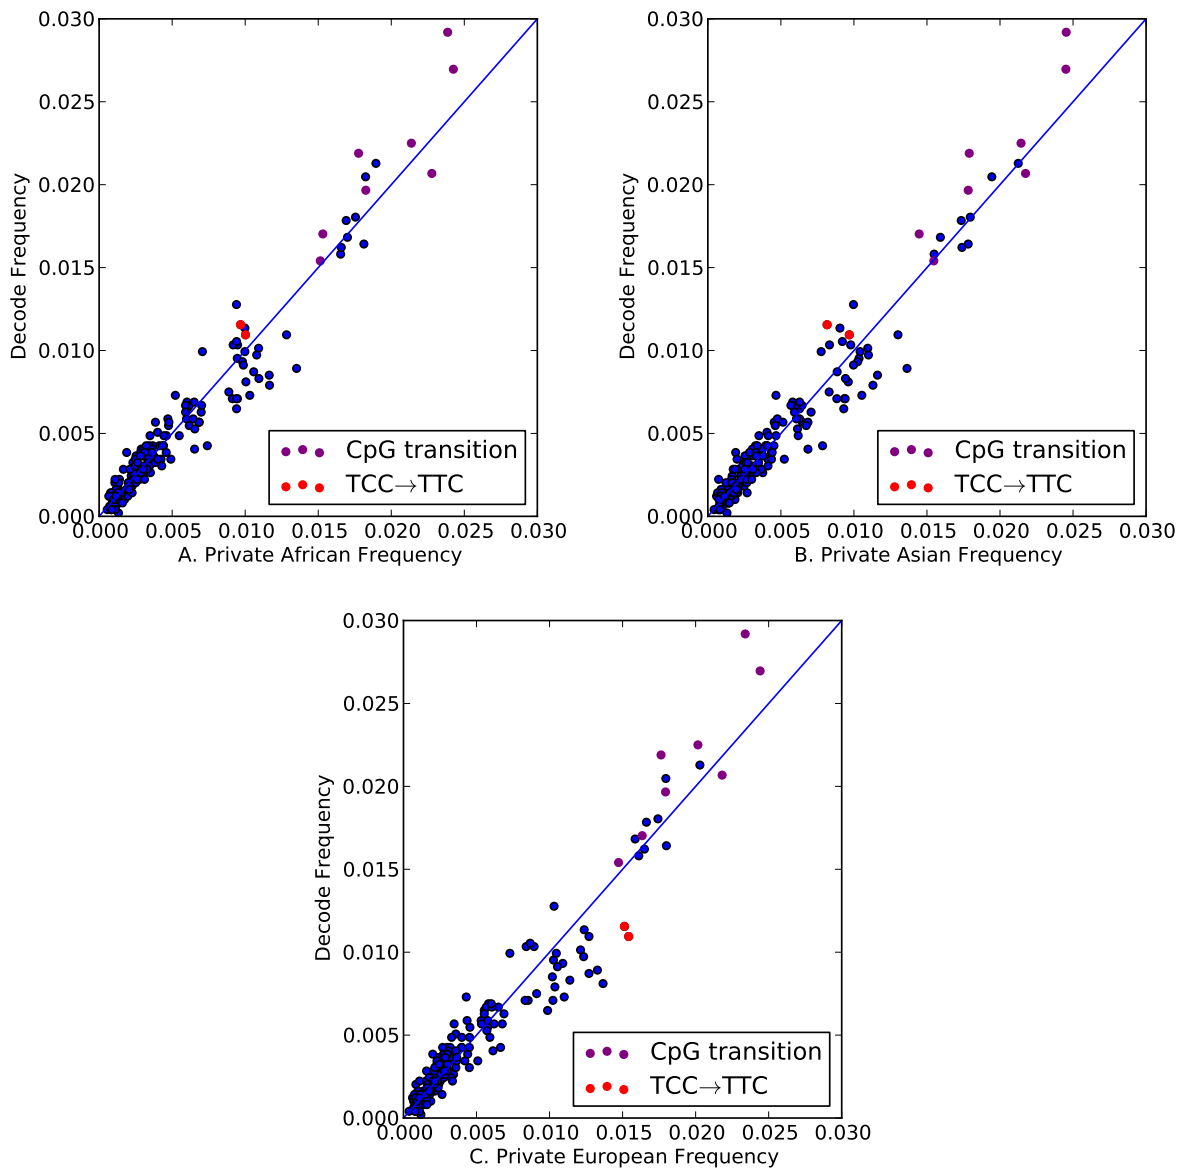 0.030
0.025
0.020
0.015
0.010
0.005
0.000
Decode Frequency
CpG transition
TCC→TTC
0.000 0.005 0.010 0.015 0.020 0.025 0.030
A. Private African Frequency
0.030
0.025
0.020
0.015
0.010
0.005
0.000
Decode Frequency
CpG transition
TCC→TTC
0.000 0.005 0.010 0.015 0.020 0.025 0.030
B. Private Asian Frequency
0.030
0.025
0.020
0.015
0.010
0.005
0.000
Decode Frequency
CpG transition
TCC→TTC
0.000 0.005 0.010 0.015 0.020 0.025 0.030
C. Private European Frequency